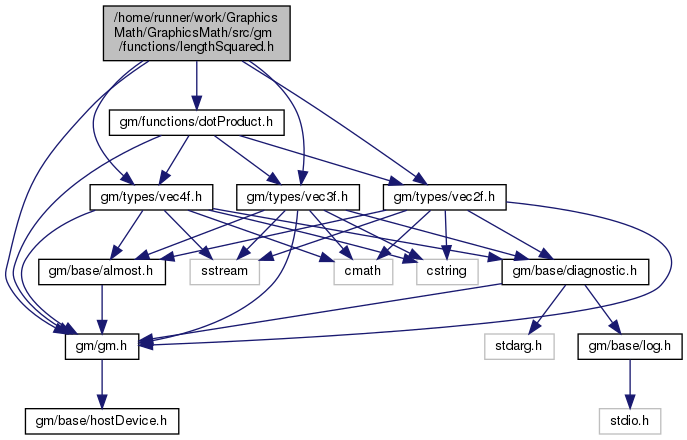 /home/runner/work/Graphics
Math/GraphicsMath/src/gm
/functions/lengthSquared.h
gm/functions/dotProduct.h
gm/types/vec4f.h
gm/types/vec3f.h
gm/types/vec2f.h
gm/base/almost.h
sstream
cmath
cstring
gm/base/diagnostic.h
gm/gm.h
stdarg.h
gm/base/log.h
gm/base/hostDevice.h
stdio.h